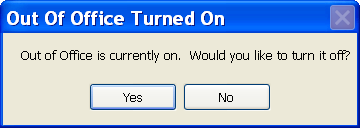 Out Of Office Turned On
Out of Office is currently on.  Would you like to turn it off?
Yes
No